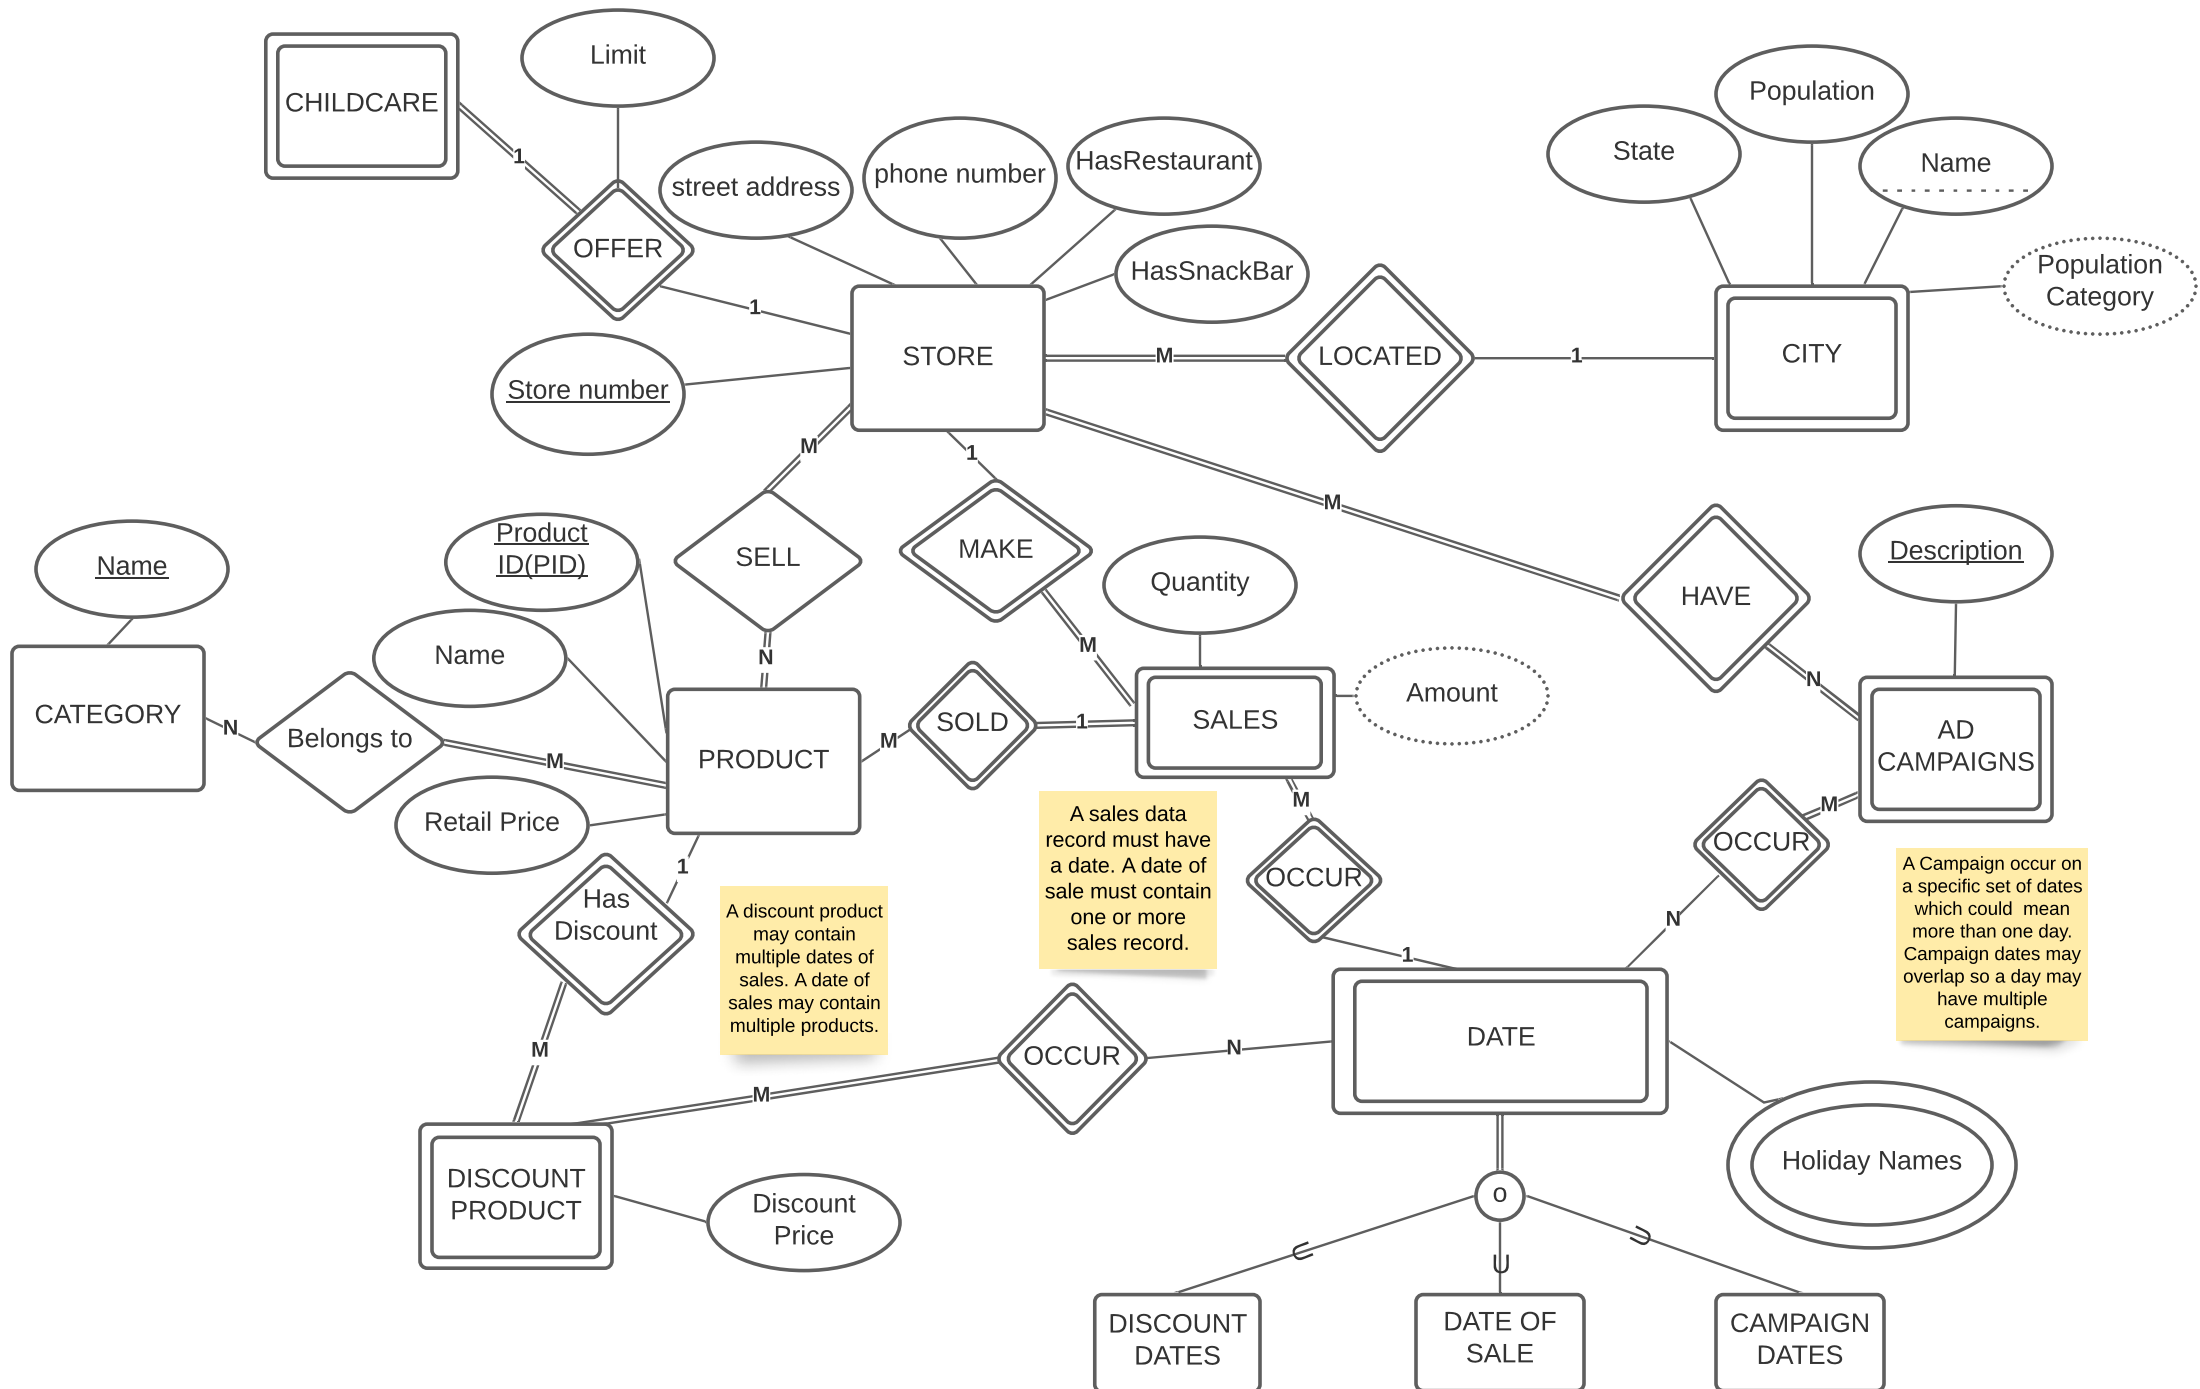 Limit
CHILDCARE
Population
State
Name
1
street address
phone number
HasRestaurant
OFFER
HasSnackBar
Population
Category
1
STORE
LOCATED
CITY
M
1
Store number
M
1
M
Product
ID(PID)
SELL
MAKE
Description
Name
Quantity
HAVE
Name
N
M
N
CATEGORY
N
Belongs to
M
PRODUCT
M
SOLD
1
SALES
Amount
AD
CAMPAIGNS
Retail Price
M
M
OCCUR
1
A sales data
record must have
a date. A date of
sale must contain
one or more
sales record.
OCCUR
N
A Campaign occur on
a specific set of dates
which could  mean
more than one day.
Campaign dates may
overlap so a day may
have multiple
campaigns.
Has
Discount
A discount product
may contain
multiple dates of
sales. A date of
sales may contain
multiple products.
1
M
OCCUR
N
DATE
M
Holiday Names
DISCOUNT
PRODUCT
Discount
Price
O
U
U
U
DISCOUNT
DATES
DATE OF
SALE
CAMPAIGN
DATES